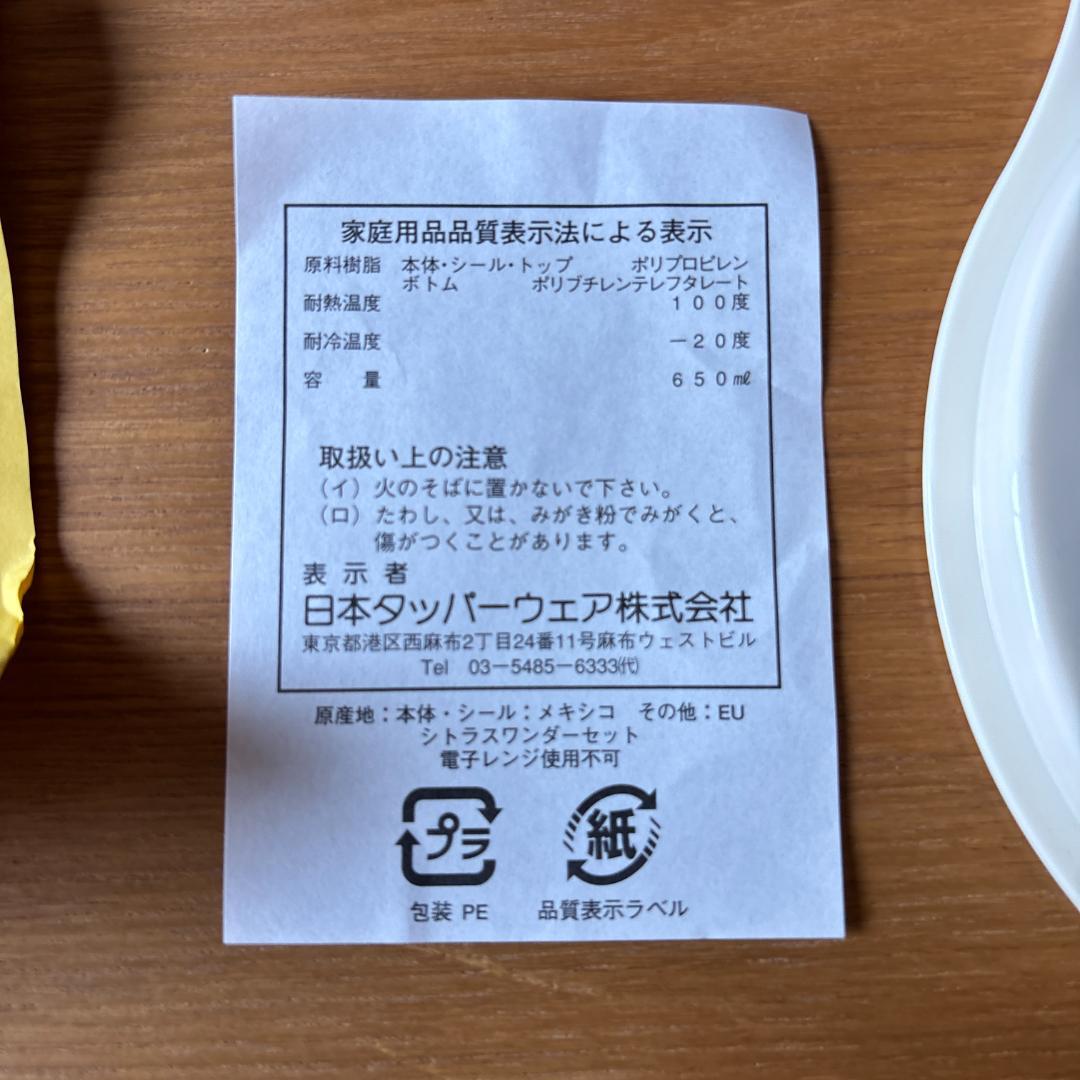 家庭用品品質表示法による表示
原料樹脂 本体・シール・トップ ポリプロピレン
ボトム ポリブチレンテレフタレート
耐熱温度 １００度
耐冷温度 －２０度
容 量 ６５０㎖
取扱い上の注意
（イ）火のそばに置かないで下さい。
（ロ）たわし、又は、みがき粉でみがくと、
傷がつくことがあります。
表 示 者
日本タッパーウェア株式会社
東京都港区西麻布2丁目24番11号麻布ウェストビル
Tel 03－5485－6333㈹
原産地：本体・シール：メキシコ その他：EU
シトラスワンダーセット
電子レンジ使用不可
プラ 紙
包装 PE 品質表示ラベル